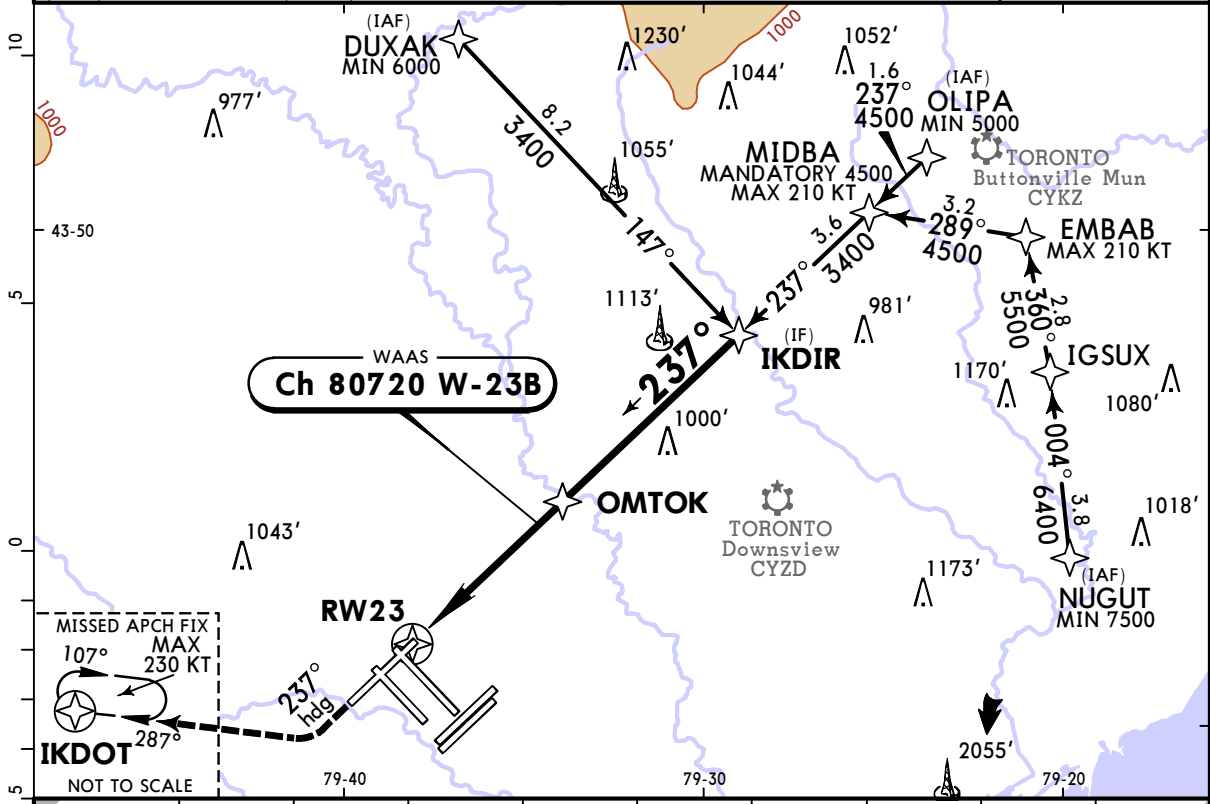 10
(IAF)
DUXAK
MIN 6000
1230'
1000
1052'
1044'
1.6
237°
4500
(IAF)
OLIPA
MIN 5000
977'
1000
8.2
3400
1055'
MIDBA
MANDATORY 4500
MAX 210 KT
TORONTO
Buttonville Mun
CYKZ
43-50
147°
3.6
3400
237°
3.2
289°
4500
EMBAB
MAX 210 KT
5
1113'
237°
981'
(IF)
IKDIR
2.8
360°
5500
WAAS
Ch 80720 W-23B
IGSUX
1170'
1080'
1000'
004°
OMTOK
TORONTO
Downsview
CYZD
3.8
6400
1018'
0
1043'
1173'
(IAF)
NUGUT
MIN 7500
RW23
MISSED APCH FIX
MAX
230 KT
107°
237°
hdg
IKDOT
287°
NOT TO SCALE
2055'
5
79-40
79-30
79-20